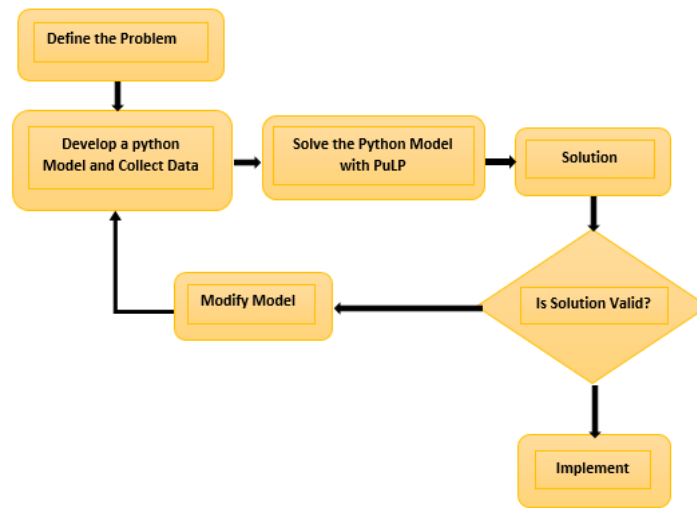 Define the Problem
Develop a python
Model and Collect Data
Solve the Python Model
with PuLP
Solution
Is Solution Valid?
Modify Model
Implement